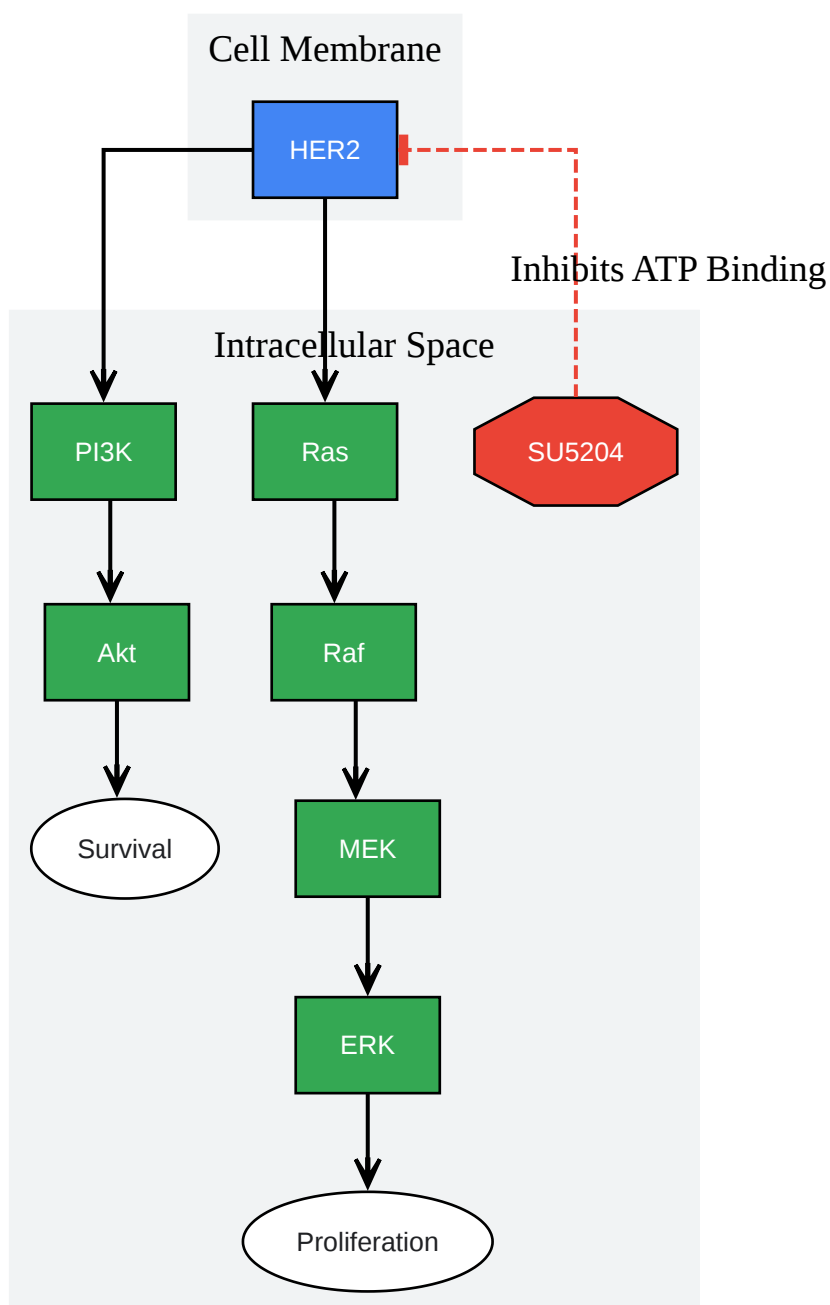 Cell Membrane
HER2
Inhibits ATP Binding
Intracellular Space
PI3K
Ras
SU5204
Akt
Raf
Survival
MEK
ERK
Proliferation